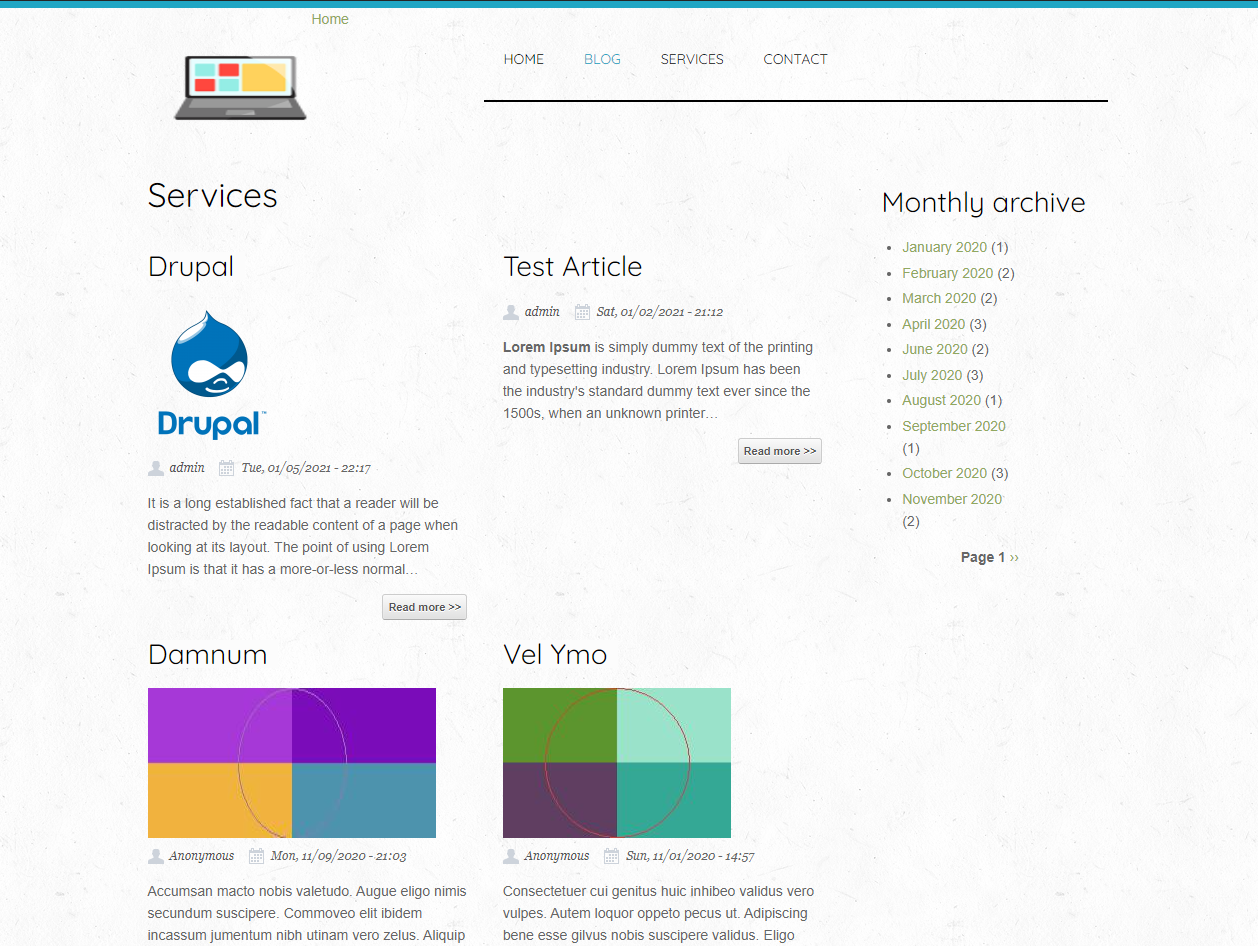 Home
HOME BLOG SERVICES CONTACT
Services
Drupal
Drupal™
admin Tue, 01/05/2021 - 22:17
It is a long established fact that a reader will be
distracted by the readable content of a page when
looking at its layout. The point of using Lorem
Ipsum is that it has a more-or-less normal…
Read more >>
Test Article
admin Sat, 01/02/2021 - 21:12
Lorem Ipsum is simply dummy text of the printing
and typesetting industry. Lorem Ipsum has been
the industry's standard dummy text ever since the
1500s, when an unknown printer…
Read more >>
Damnum
Anonymous Mon, 11/09/2020 - 21:03
Accumsan macto nobis valetudo. Augue eligo nimis
secundum suscipere. Commoveo elit ibidem
incassum jumentum nibh utinam vero zelus. Aliquip
Vel Ymo
Anonymous Sun, 11/01/2020 - 14:57
Consectetuer cui genitus huic inhibeo validus vero
vulpes. Autem loquor oppeto pecus ut. Adipiscing
bene esse gilvus nobis suscipere validus. Eligo
Monthly archive
January 2020 (1)
February 2020 (2)
March 2020 (2)
April 2020 (3)
June 2020 (2)
July 2020 (3)
August 2020 (1)
September 2020
(1)
October 2020 (3)
November 2020
(2)
Page 1 ››